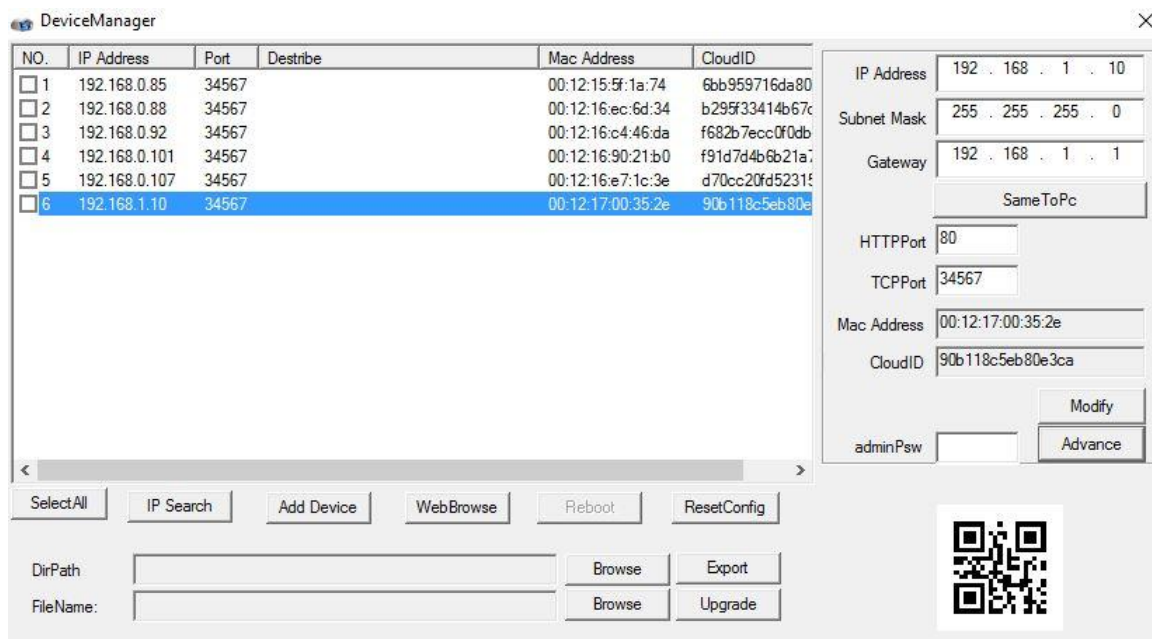 DeviceManager
NO. IP Address Port Destribe Mac Address CloudID
1 192.168.0.85 34567 00:12:15:5f:1a:74 6bb959716da80
2 192.168.0.88 34567 00:12:16:ec:6d:34 b295f33414b67c
3 192.168.0.92 34567 00:12:16:c4:46:da f682b7ecc0f0db
4 192.168.0.101 34567 00:12:16:90:21:b0 f91d7d4b6b21a7
5 192.168.0.107 34567 00:12:16:e7:1c:3e d70cc20fd52315
6 192.168.1.10 34567 00:12:17:00:35:2e 90b118c5eb80e
IP Address 192 . 168 . 1 . 10
Subnet Mask 255 . 255 . 255 . 0
Gateway 192 . 168 . 1 . 1
SameToPc
HTTPPort 80
TCPPort 34567
Mac Address 00:12:17:00:35:2e
CloudID 90b118c5eb80e3ca
Modify
adminPsw Advance
SelectAll IP Search Add Device WebBrowse Reboot ResetConfig
DirPath Browse Export
FileName: Browse Upgrade